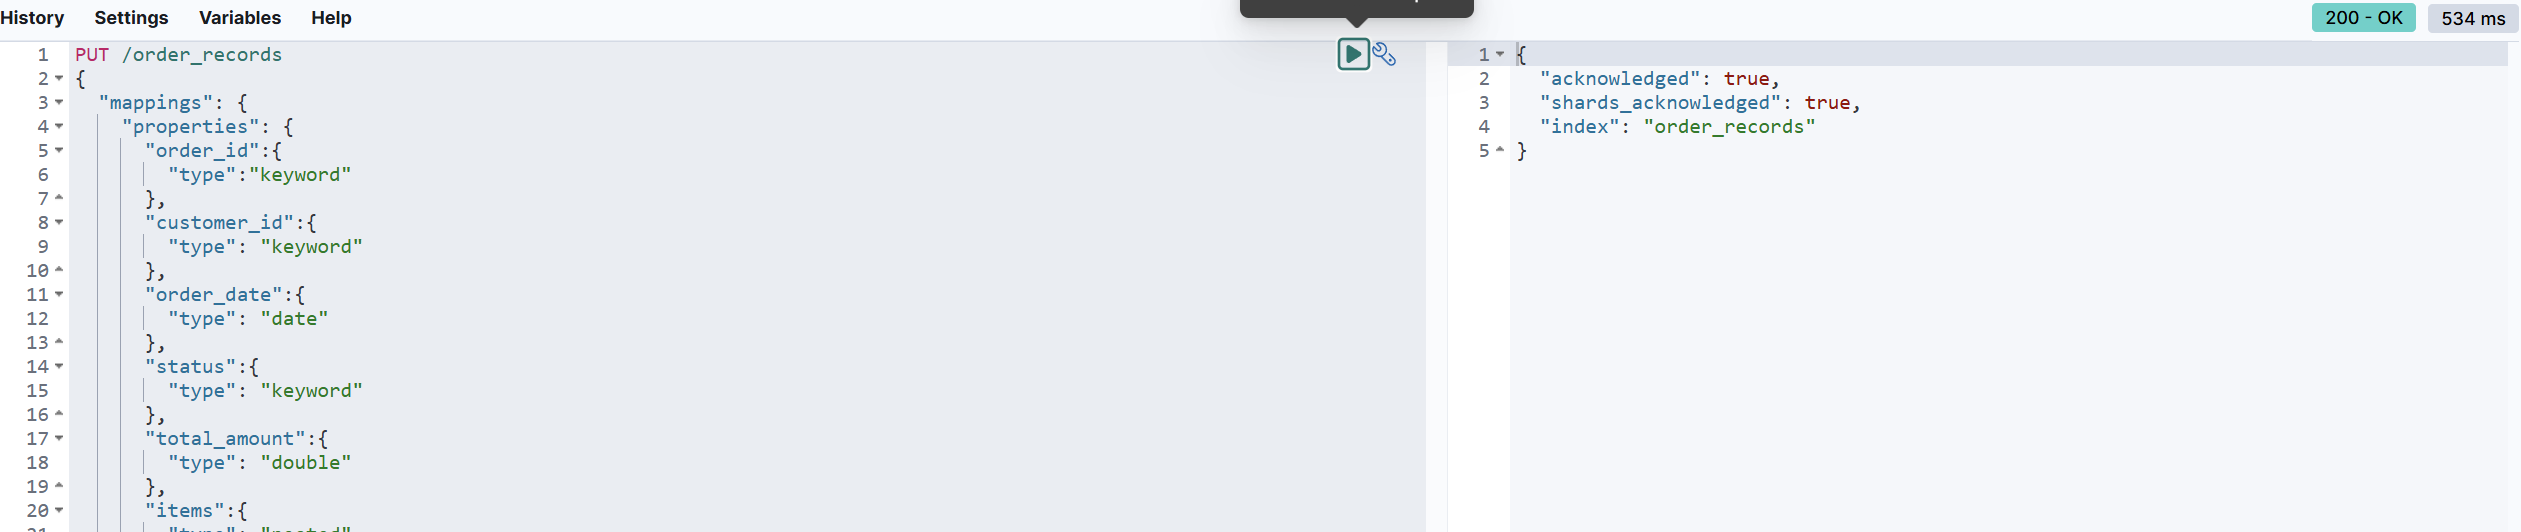 History Settings Variables Help
200 - OK 534 ms
1 PUT /order_records
2 {
3 "mappings": {
4 "properties": {
5 "order_id":{
6 "type":"keyword"
7 },
8 "customer_id":{
9 "type": "keyword"
10 },
11 "order_date":{
12 "type": "date"
13 },
14 "status":{
15 "type": "keyword"
16 },
17 "total_amount":{
18 "type": "double"
19 },
20 "items":{
1 {
2 "acknowledged": true,
3 "shards_acknowledged": true,
4 "index": "order_records"
5 }